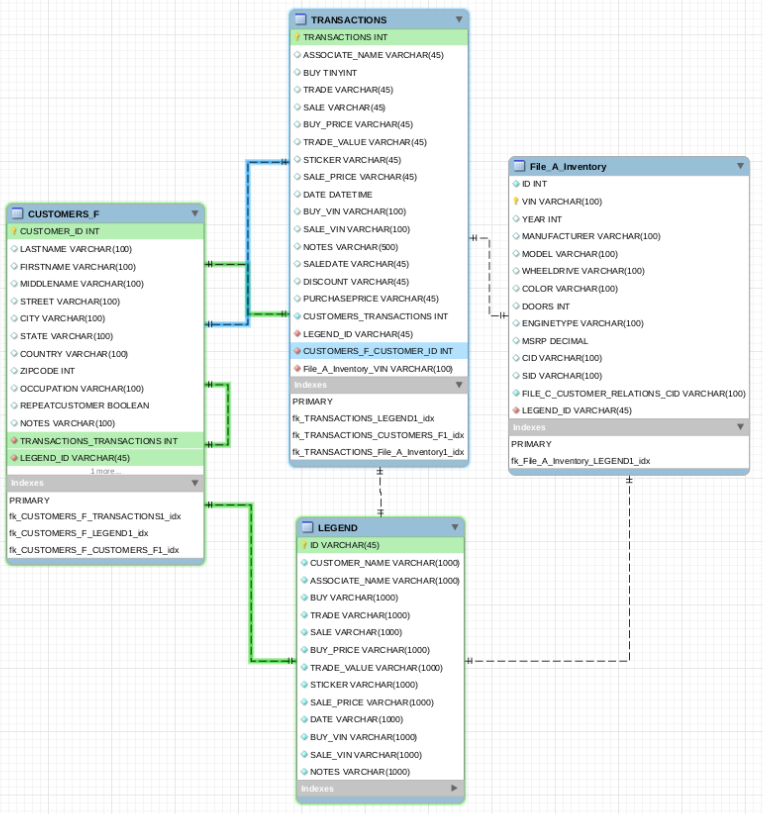 TRANSACTIONS
TRANSACTIONS INT
ASSOCIATE_NAME VARCHAR(45)
BUY TINYINT
TRADE VARCHAR(45)
SALE VARCHAR(45)
BUY_PRICE VARCHAR(45)
TRADE_VALUE VARCHAR(45)
STICKER VARCHAR(45)
SALE_PRICE VARCHAR(45)
DATE DATETIME
BUY_VIN VARCHAR(100)
SALE_VIN VARCHAR(100)
NOTES VARCHAR(500)
SALEDATE VARCHAR(45)
DISCOUNT VARCHAR(45)
PURCHASEPRICE VARCHAR(45)
CUSTOMERS_TRANSACTIONS INT
LEGEND_ID VARCHAR(45)
CUSTOMERS_F_CUSTOMER_ID INT
File_A_Inventory_VIN VARCHAR(100)
Indexes
PRIMARY
fk_TRANSACTIONS_LEGEND1_idx
fk_TRANSACTIONS_CUSTOMERS_F1_idx
fk_TRANSACTIONS_File_A_Inventory1_idx
File_A_Inventory
ID INT
VIN VARCHAR(100)
YEAR INT
MANUFACTURER VARCHAR(100)
MODEL VARCHAR(100)
WHEELDRIVE VARCHAR(100)
COLOR VARCHAR(100)
DOORS INT
ENGINETYPE VARCHAR(100)
MSRP DECIMAL
CID VARCHAR(100)
SID VARCHAR(100)
FILE_C_CUSTOMER_RELATIONS_CID VARCHAR(100)
LEGEND_ID VARCHAR(45)
Indexes
PRIMARY
fk_File_A_Inventory_LEGEND1_idx
CUSTOMERS_F
CUSTOMER_ID INT
LASTNAME VARCHAR(100)
FIRSTNAME VARCHAR(100)
MIDDLENAME VARCHAR(100)
STREET VARCHAR(100)
CITY VARCHAR(100)
STATE VARCHAR(100)
COUNTRY VARCHAR(100)
ZIPCODE INT
OCCUPATION VARCHAR(100)
REPEATCUSTOMER BOOLEAN
NOTES VARCHAR(100)
TRANSACTIONS_TRANSACTIONS INT
LEGEND_ID VARCHAR(45)
1 more...
Indexes
PRIMARY
fk_CUSTOMERS_F_TRANSACTIONS1_idx
fk_CUSTOMERS_F_LEGEND1_idx
fk_CUSTOMERS_F_CUSTOMERS_F1_idx
LEGEND
ID VARCHAR(45)
CUSTOMER_NAME VARCHAR(1000)
ASSOCIATE_NAME VARCHAR(1000)
BUY VARCHAR(1000)
TRADE VARCHAR(1000)
SALE VARCHAR(1000)
BUY_PRICE VARCHAR(1000)
TRADE_VALUE VARCHAR(1000)
STICKER VARCHAR(1000)
SALE_PRICE VARCHAR(1000)
DATE VARCHAR(1000)
BUY_VIN VARCHAR(1000)
SALE_VIN VARCHAR(1000)
NOTES VARCHAR(1000)
Indexes